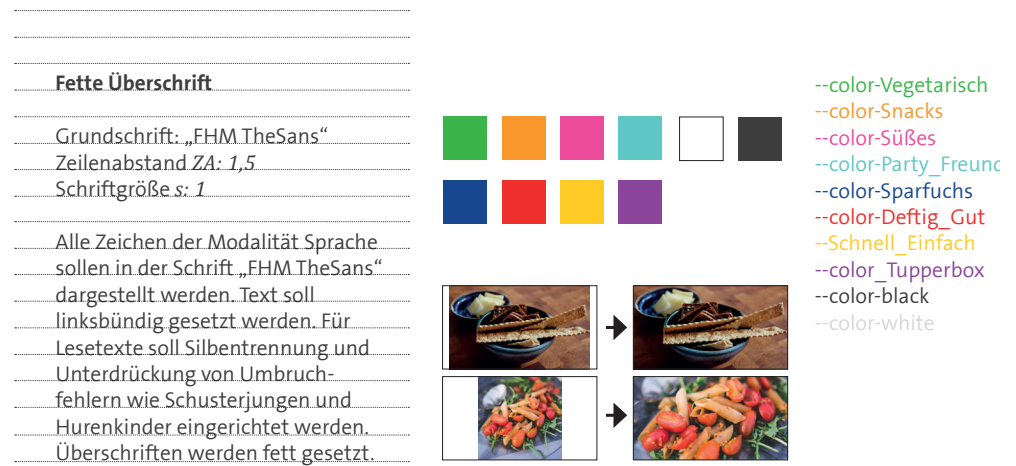 Fette Überschrift
Grundschrift: „FHM TheSans“
Zeilenabstand ZA: 1,5
Schriftgröße s: 1
Alle Zeichen der Modalität Sprache
sollen in der Schrift „FHM TheSans“
dargestellt werden. Text soll
linksbündig gesetzt werden. Für
Lesetexte soll Silbentrennung und
Unterdrückung von Umbruch-
fehlern wie Schusterjungen und
Hurenkinder eingerichtet werden.
Überschriften werden fett gesetzt.
--color-Vegetarisch
--color-Snacks
--color-Süßes
--color-Party_Freunc
--color-Sparfuchs
--color-Deftig_Gut
--Schnell_Einfach
--color_Tupperbox
--color-black
--color-white